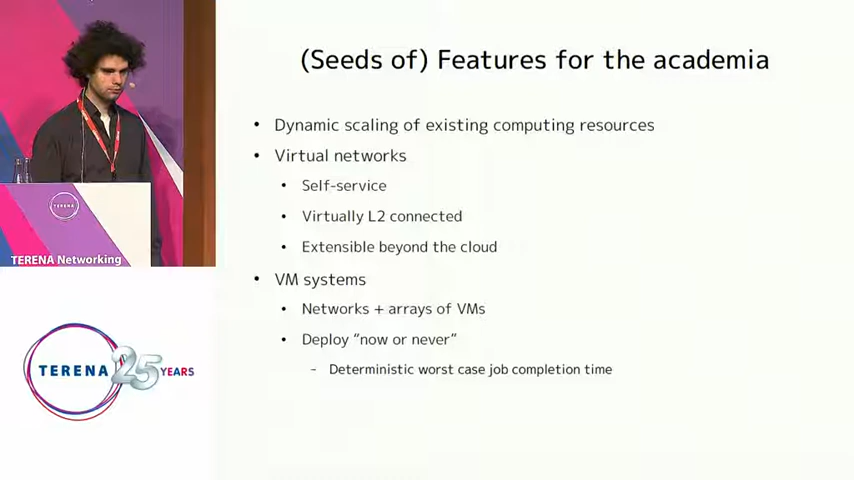 (Seeds of) Features for the academia
• Dynamic scaling of existing computing resources
• Virtual networks
• Self-service
• Virtually L2 connected
• Extensible beyond the cloud
• VM systems
• Networks + arrays of VMs
• Deploy “now or never”
– Deterministic worst case job completion time
TERENA
TERENA Networking
TERENA 25 YEARS